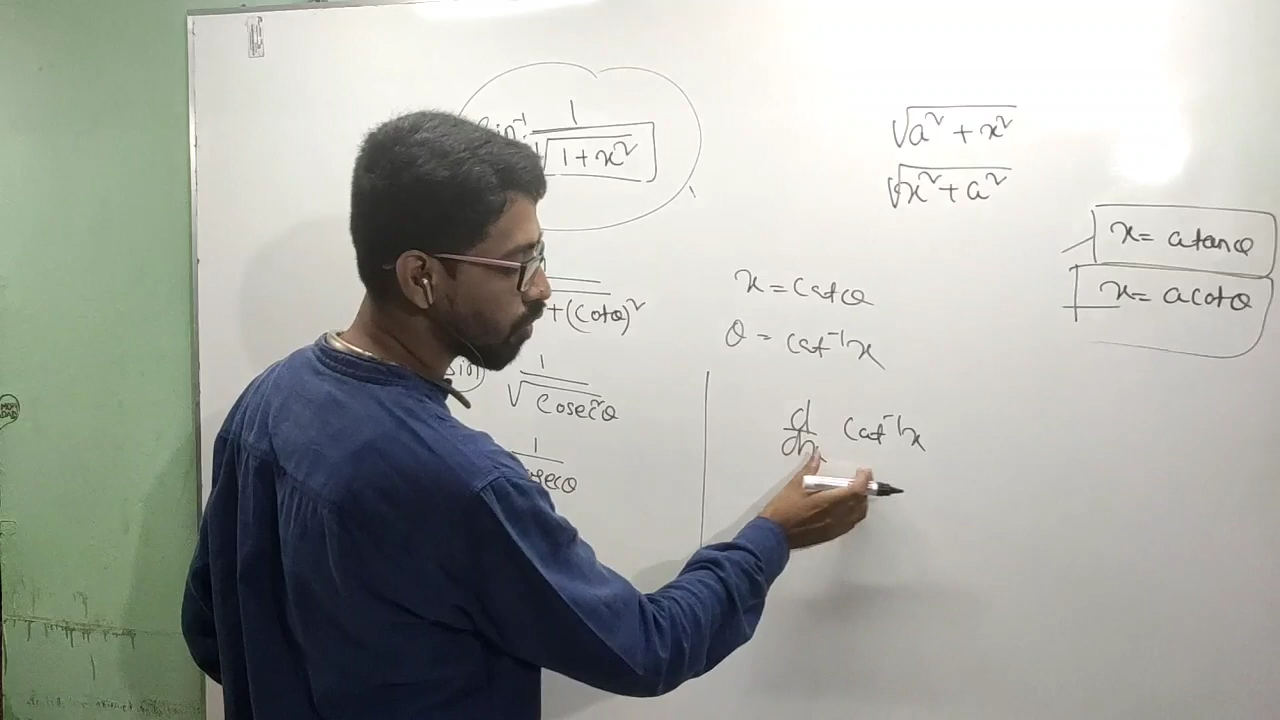 Sin⁻¹ 1/√(1+x²)
+(Cotθ)²
Sin 1/√(Cosec²θ)
1/Cosecθ
√(a²+x²)
√(x²+a²)
x = Cotθ
θ = Cot⁻¹x
d/dx Cot⁻¹x
x = a tanθ
x = a cotθ